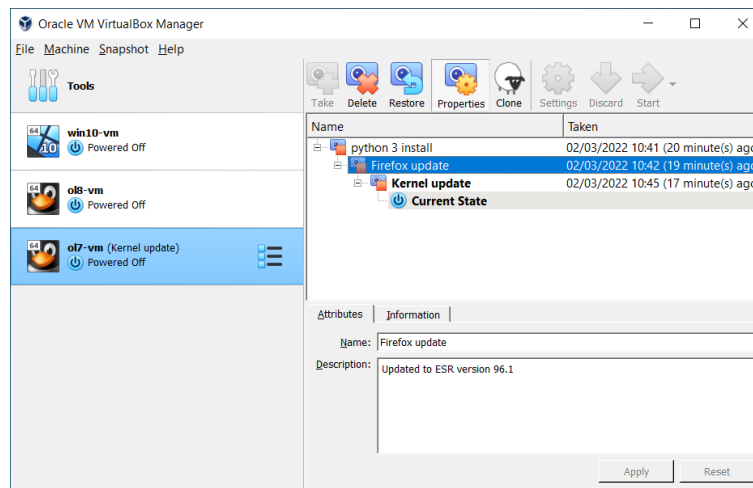 Oracle VM VirtualBox Manager
File Machine Snapshot Help
Tools
Take Delete Restore Properties Clone Settings Discard Start
64 win10-vm
10 Powered Off
64 ol8-vm
Powered Off
64 ol7-vm (Kernel update)
Powered Off
Name Taken
python 3 install 02/03/2022 10:41 (20 minute(s) ago
Firefox update 02/03/2022 10:42 (19 minute(s) ago
Kernel update 02/03/2022 10:45 (17 minute(s) ago
Current State
Attributes Information
Name: Firefox update
Description: Updated to ESR version 96.1
Apply Reset